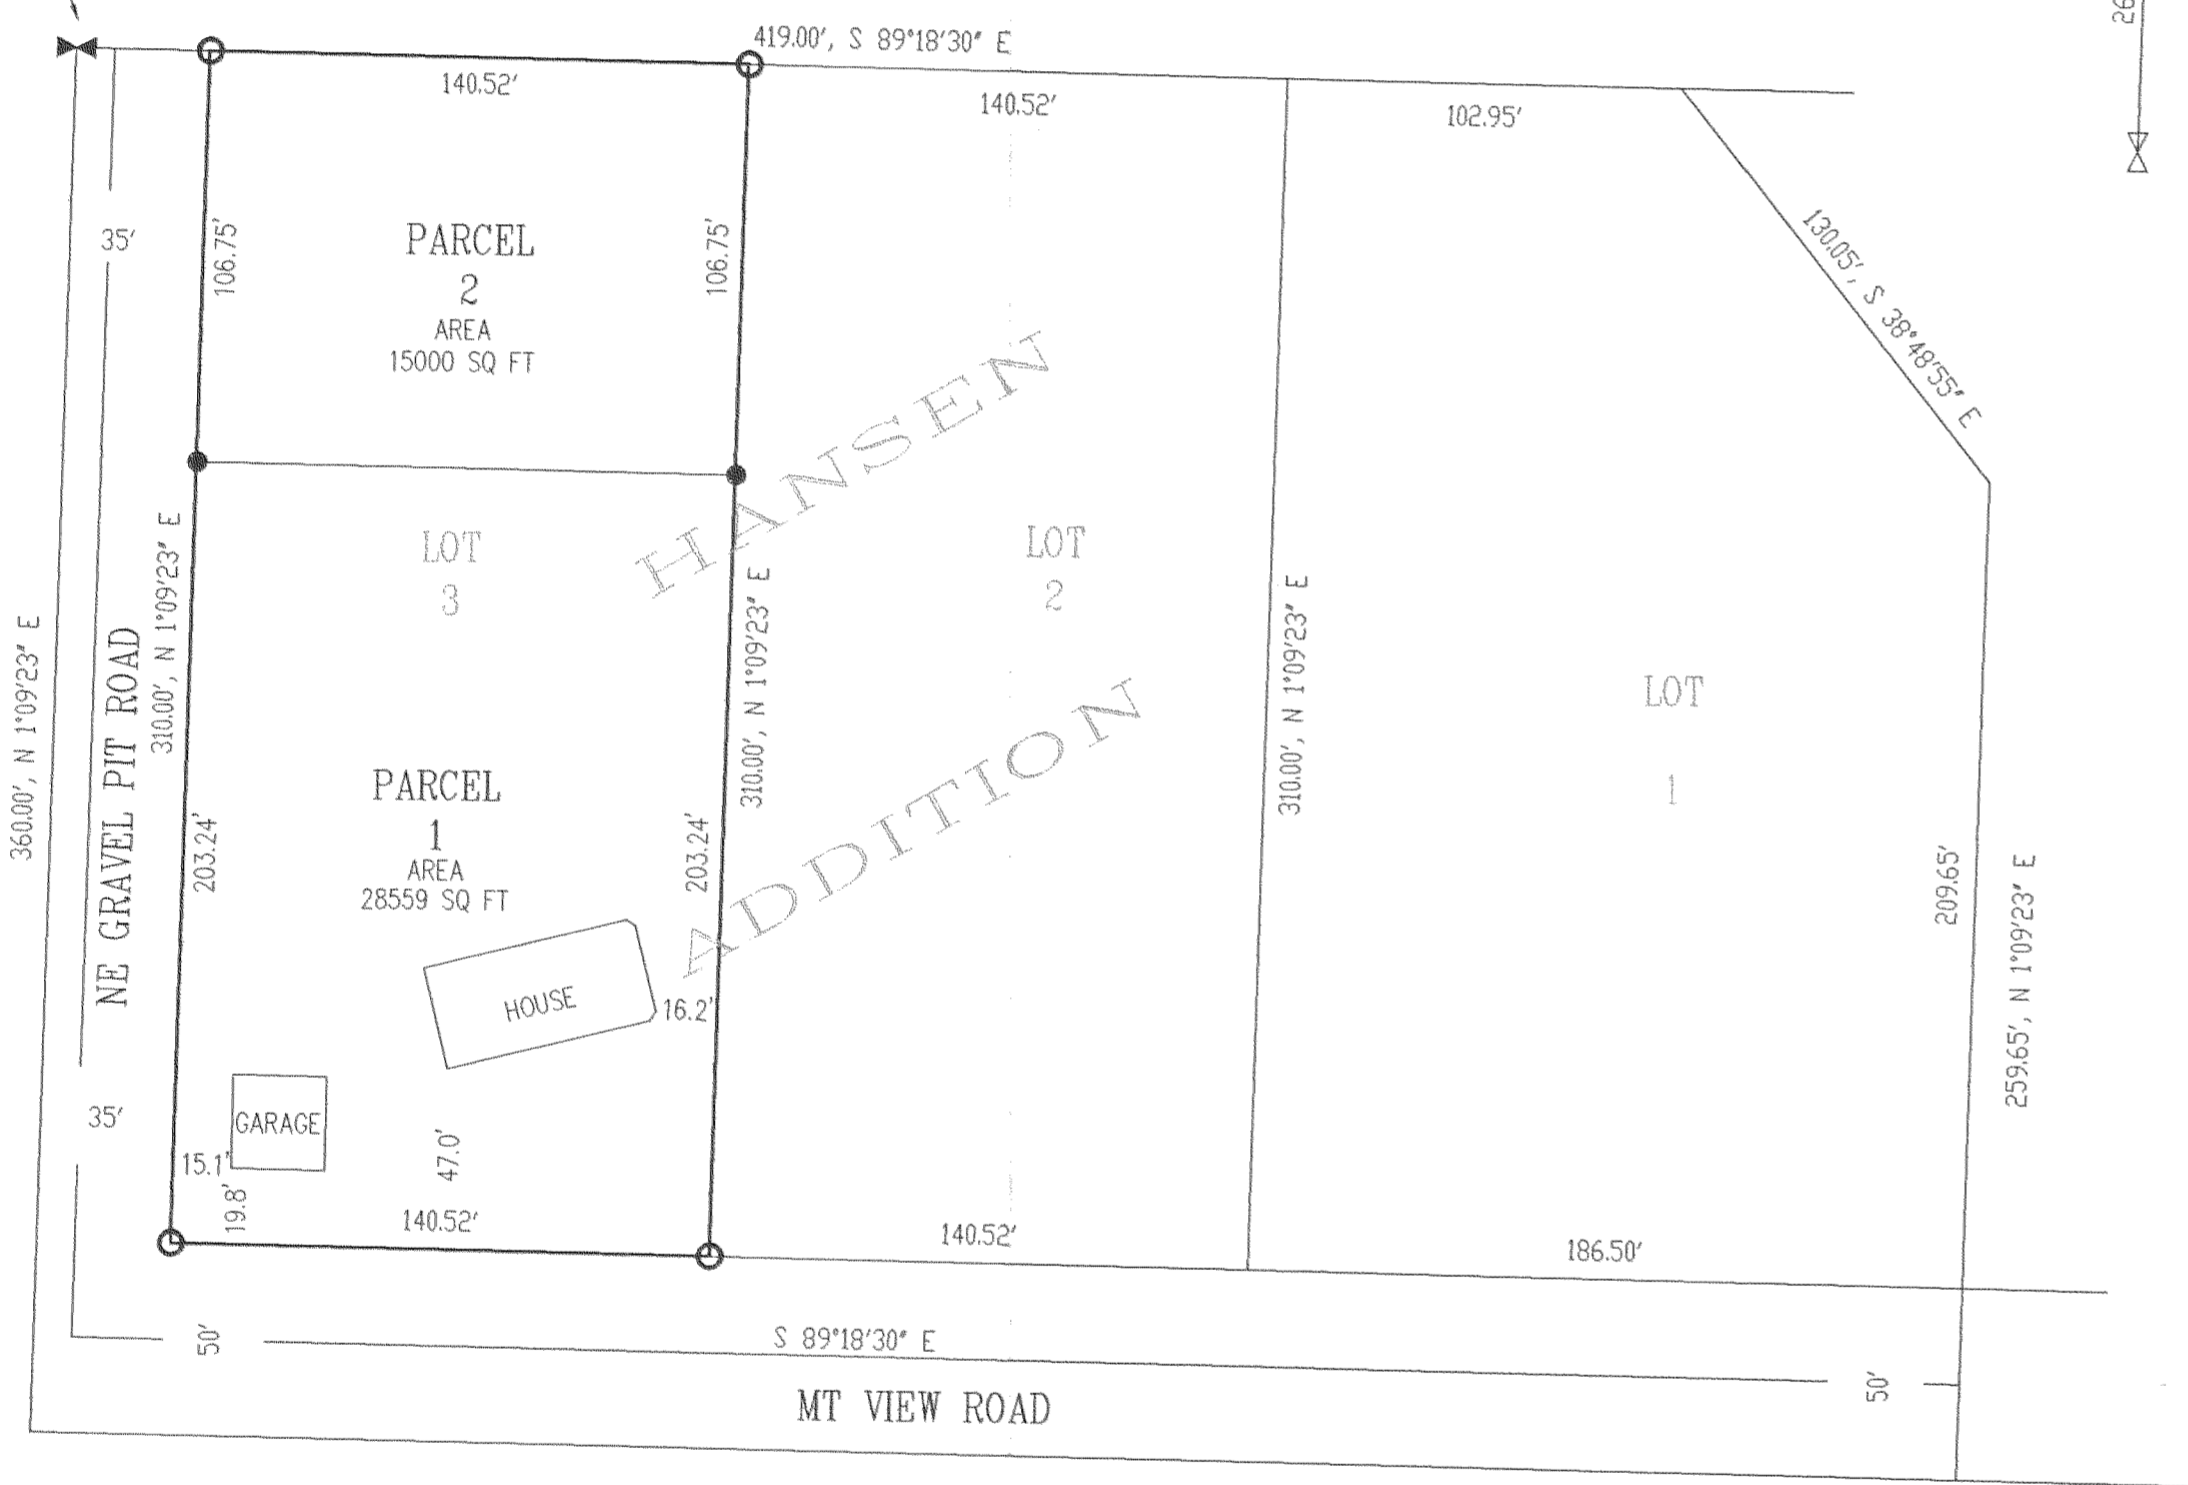 26
419.00', S 89°18'30" E
140.52'
140.52'
102.95'
35'
106.75'
106.75'
PARCEL
2
AREA
15000 SQ FT
130.05', S 38°48'55" E
HANSEN
ADDITION
LOT
3
LOT
2
LOT
1
360.00', N 1°09'23" E
NE GRAVEL PIT ROAD
310.00', N 1°09'23" E
310.00', N 1°09'23" E
310.00', N 1°09'23" E
203.24'
203.24'
PARCEL
1
AREA
28559 SQ FT
209.65'
259.65', N 1°09'23" E
HOUSE
16.2'
35'
GARAGE
15.1'
19.8'
47.0'
140.52'
140.52'
186.50'
50'
S 89°18'30" E
50'
MT VIEW ROAD